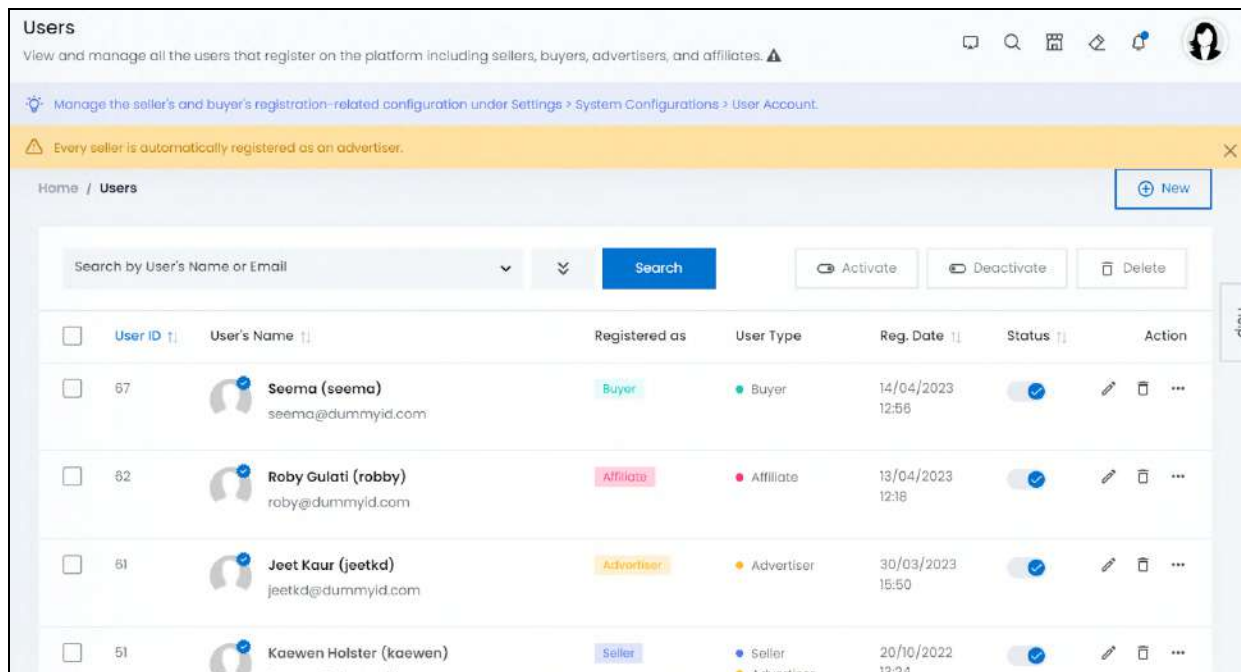 Users
View and manage all the users that register on the platform including sellers, buyers, advertisers, and affiliates.
Manage the seller's and buyer's registration-related configuration under Settings > System Configurations > User Account.
Every seller is automatically registered as an advertiser.
Home / Users
New
Search by User's Name or Email
Search
Activate
Deactivate
Delete
Help
User ID User's Name Registered as User Type Reg. Date Status Action
67 Seema (seema) Buyer Buyer 14/04/2023
seema@dummyid.com 12:56
62 Roby Gulati (robby) Affiliate Affiliate 13/04/2023
roby@dummyid.com 12:18
61 Jeet Kaur (jeetkd) Advertiser Advertiser 30/03/2023
jeetkd@dummyid.com 15:50
51 Kaewen Holster (kaewen) Seller Seller 20/10/2022
Advertiser 13:24